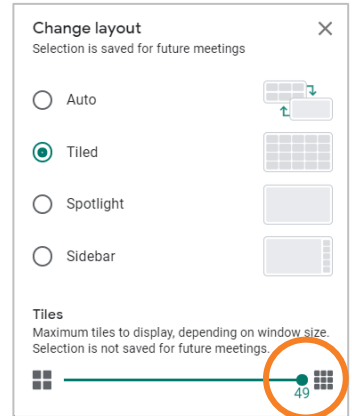 Change layout
Selection is saved for future meetings
Auto
Tiled
Spotlight
Sidebar
Tiles
Maximum tiles to display, depending on window size.
Selection is not saved for future meetings.
49